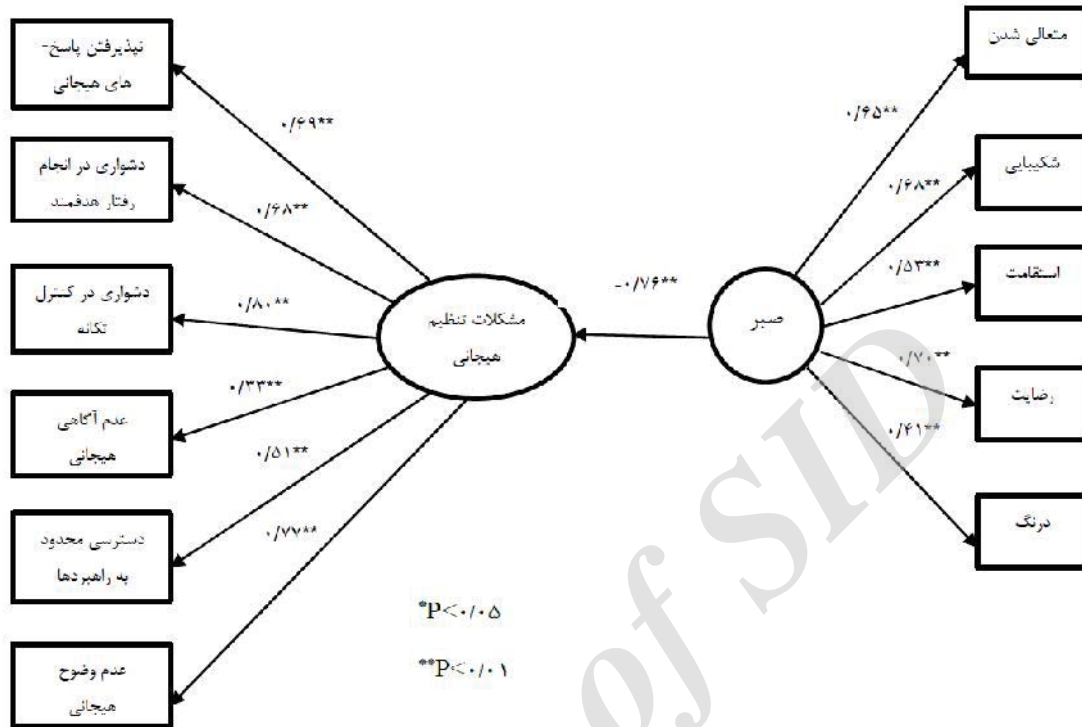 متعالی شدن
شکیبایی
استقامت
رضایت
درنگ
۰/۶۵**
۰/۶۸**
۰/۵۳**
۰/۷۰**
۰/۴۱**
صبر
-۰/۷۶**
مشکلات تنظیم
هیجانی
۰/۶۹**
۰/۶۸**
۰/۸۰**
۰/۳۳**
۰/۵۱**
۰/۷۷**
نپذیرفتن پاسخ-
های هیجانی
دشواری در انجام
رفتار هدفمند
دشواری در کنترل
تکانه
عدم آگاهی
هیجانی
دسترسی محدود
به راهبردها
عدم وضوح
هیجانی
*P<۰/۰۵
**P<۰/۰۱
of SID